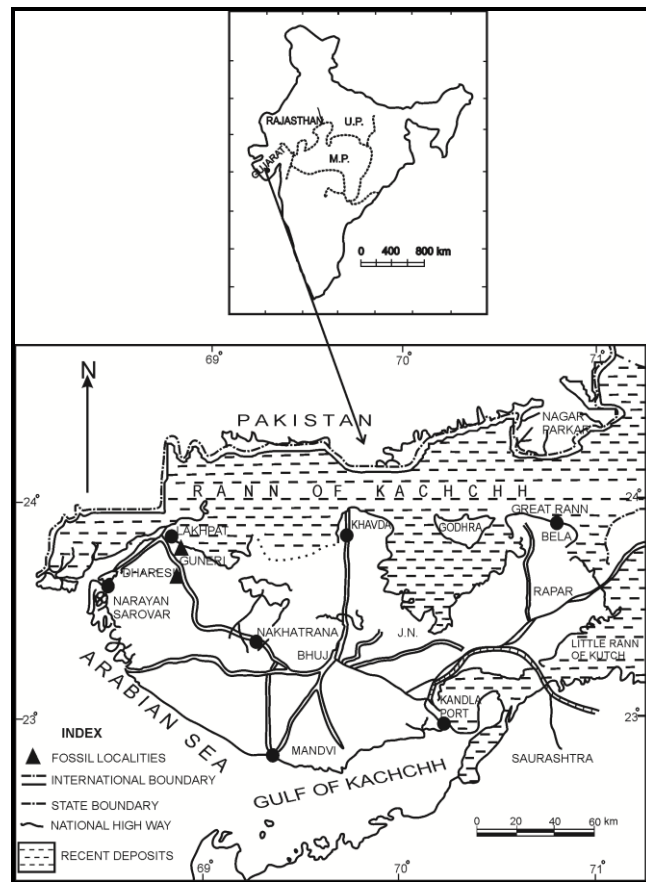 RAJASTHAN
U.P.
GUJARAT
M.P.
0 400 800 km
69° 70° 71°
N
PAKISTAN
NAGAR
PARKAR
24° RANN OF KACHCHH 24°
GREAT RANN
LAKHPAT
KHAVDA
GODHRA
BELA
GUNERI
DHARESI
RAPAR
NARAYAN
SAROVAR
NAKHATRANA
J.N.
BHUJ
LITTLE RANN
OF KUTCH
ARABIAN SEA
KANDLA
PORT
23° 23°
MANDVI
SAURASHTRA
GULF OF KACHCHH
INDEX
FOSSIL LOCALITIES
INTERNATIONAL BOUNDARY
STATE BOUNDARY
NATIONAL HIGH WAY
RECENT DEPOSITS
0 20 40 60 km
69° 70° 71°